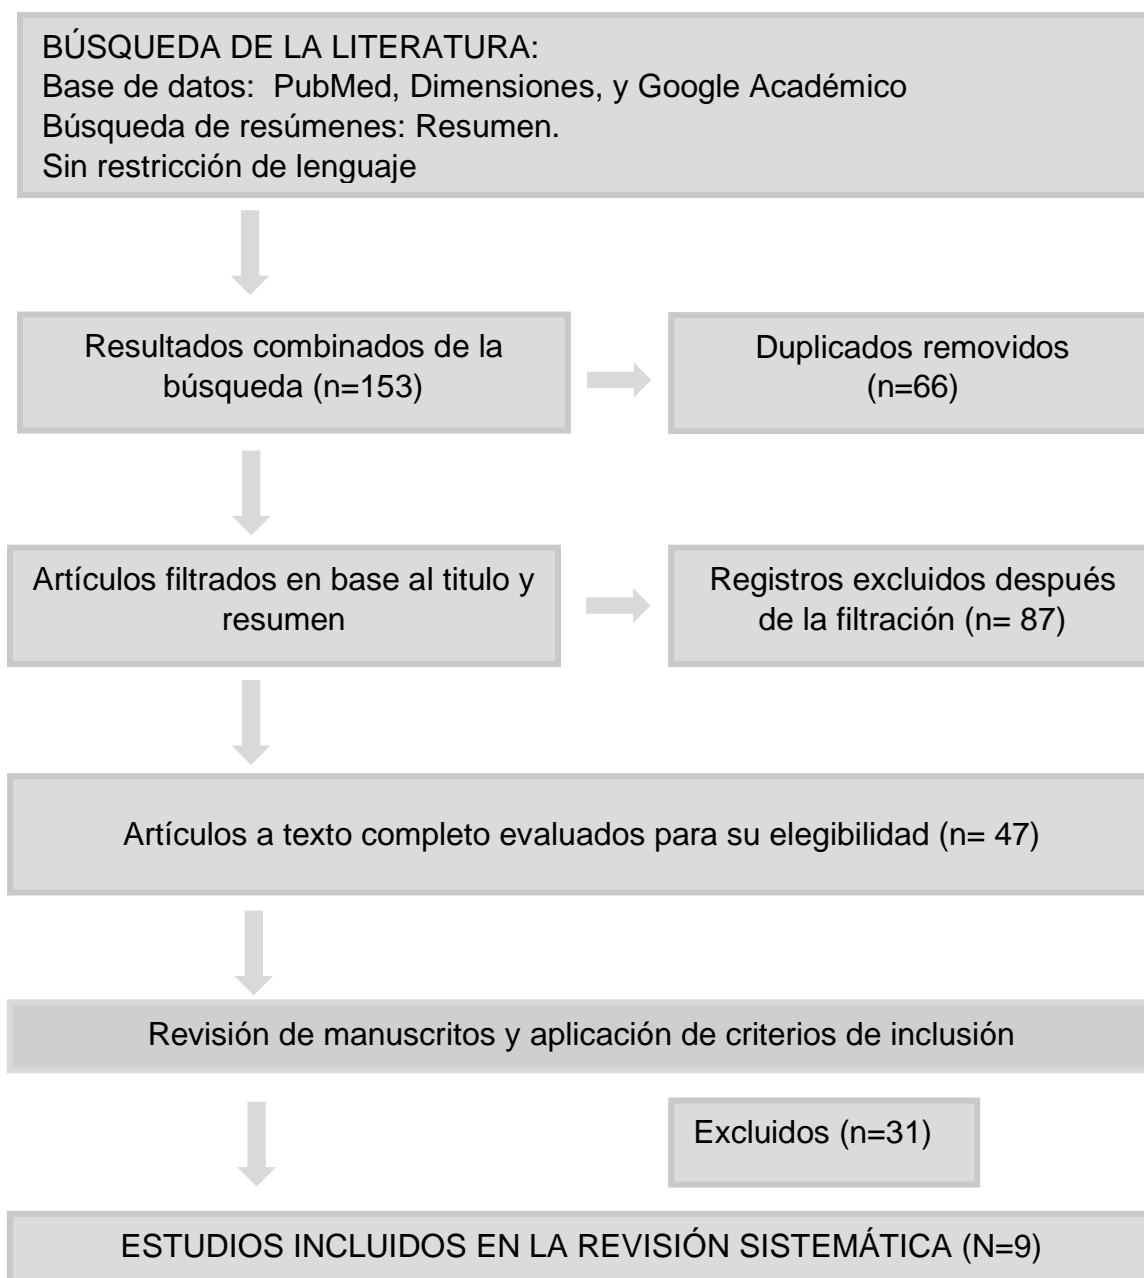 BÚSQUEDA DE LA LITERATURA:
Base de datos:  PubMed, Dimensiones, y Google Académico
Búsqueda de resúmenes: Resumen.
Sin restricción de lenguaje
Resultados combinados de la
búsqueda (n=153)
Duplicados removidos
(n=66)
Artículos filtrados en base al titulo y
resumen
Registros excluidos después
de la filtración (n= 87)
Artículos a texto completo evaluados para su elegibilidad (n= 47)
Revisión de manuscritos y aplicación de criterios de inclusión
Excluidos (n=31)
ESTUDIOS INCLUIDOS EN LA REVISIÓN SISTEMÁTICA (N=9)